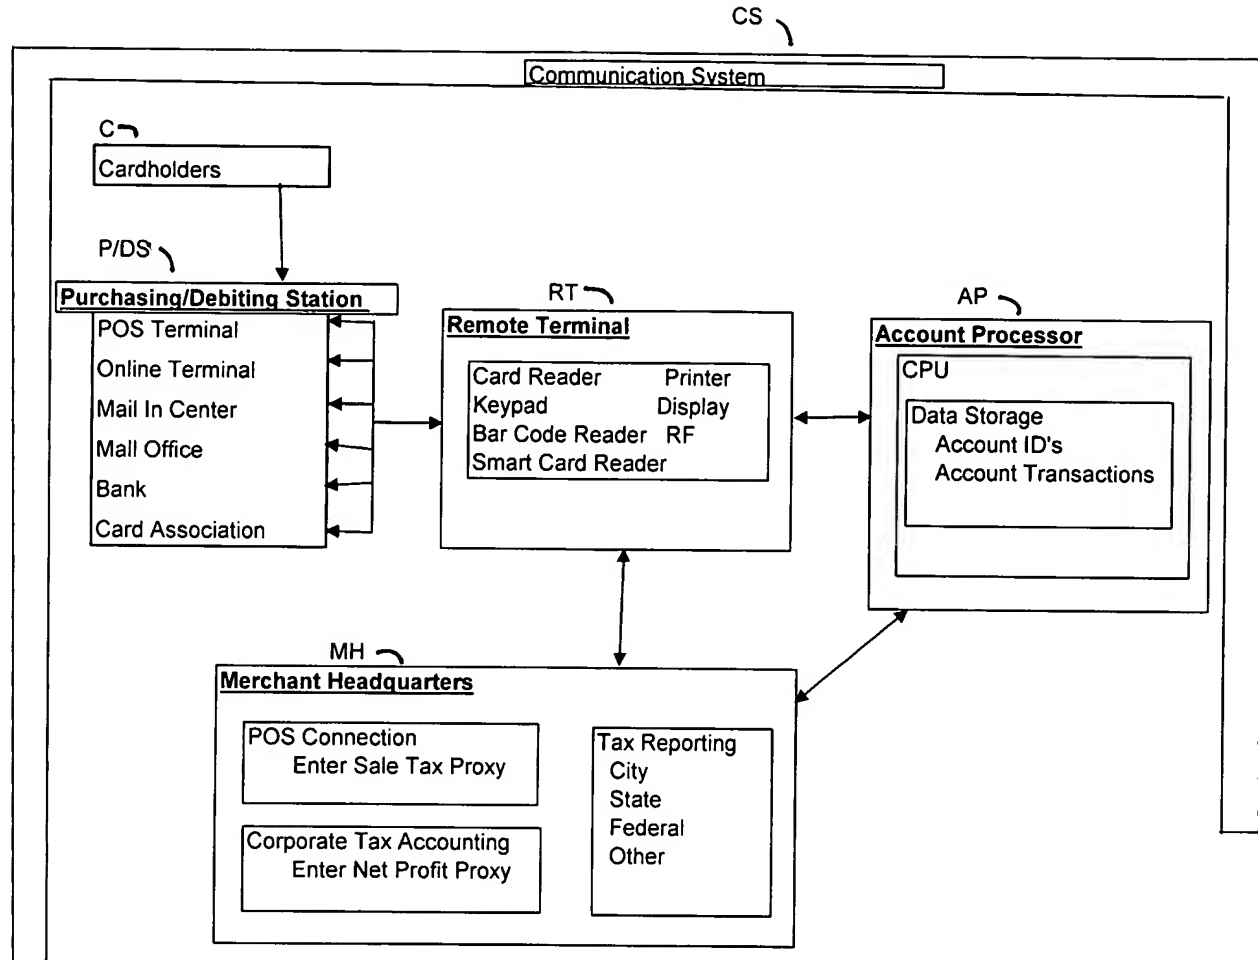 CS
Communication System
C
Cardholders
P/DS
Purchasing/Debiting Station
POS Terminal
Online Terminal
Mail In Center
Mall Office
Bank
Card Association
RT
Remote Terminal
Card Reader Printer
Keypad Display
Bar Code Reader RF
Smart Card Reader
AP
Account Processor
CPU
Data Storage
Account ID's
Account Transactions
MH
Merchant Headquarters
POS Connection
Enter Sale Tax Proxy
Corporate Tax Accounting
Enter Net Profit Proxy
Tax Reporting
City
State
Federal
Other